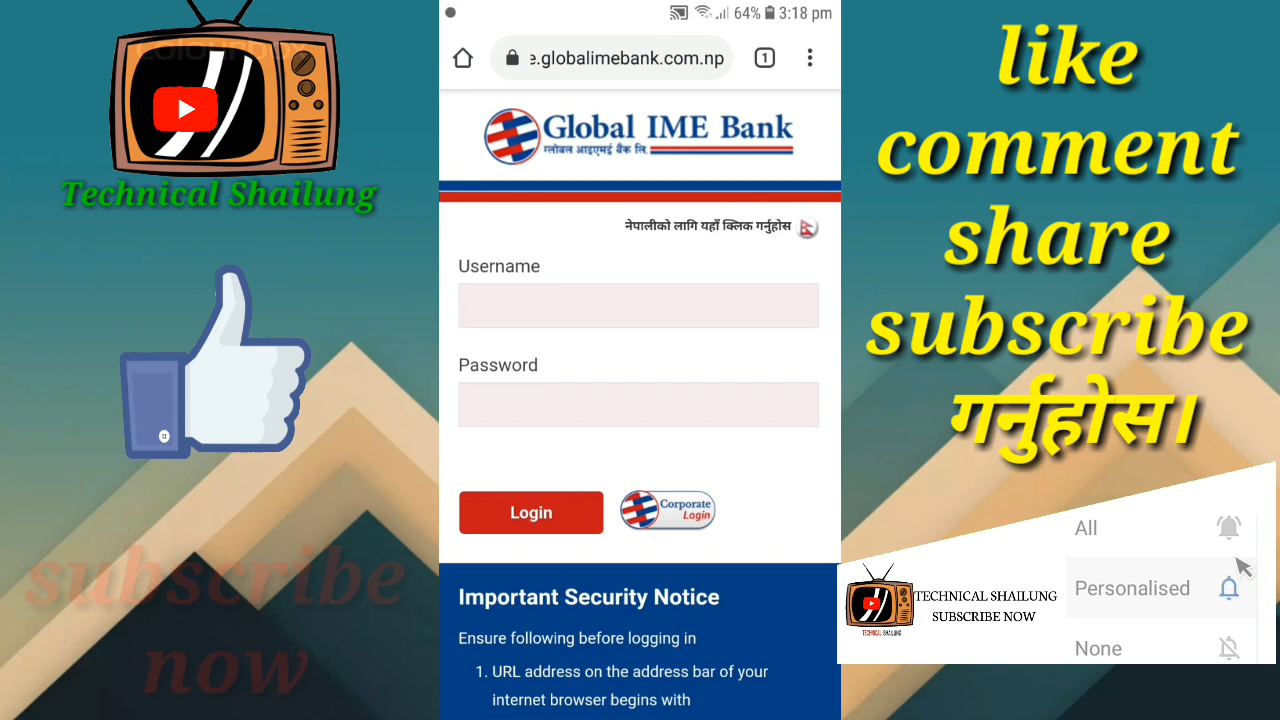 Technical Shailung
subscribe
now
64% 3:18 pm
e.globalimebank.com.np
1
Global IME Bank
ग्लोबल आइएमई बैंक लि.
नेपालीको लागि यहाँ क्लिक गर्नुहोस
Username
Password
Login
Corporate
Login
Important Security Notice
Ensure following before logging in
1. URL address on the address bar of your
internet browser begins with
like
comment
share
subscribe
गर्नुहोस।
All
Personalised
None
TECHNICAL SHAILUNG
SUBSCRIBE NOW
TECHNICAL SHAILUNG